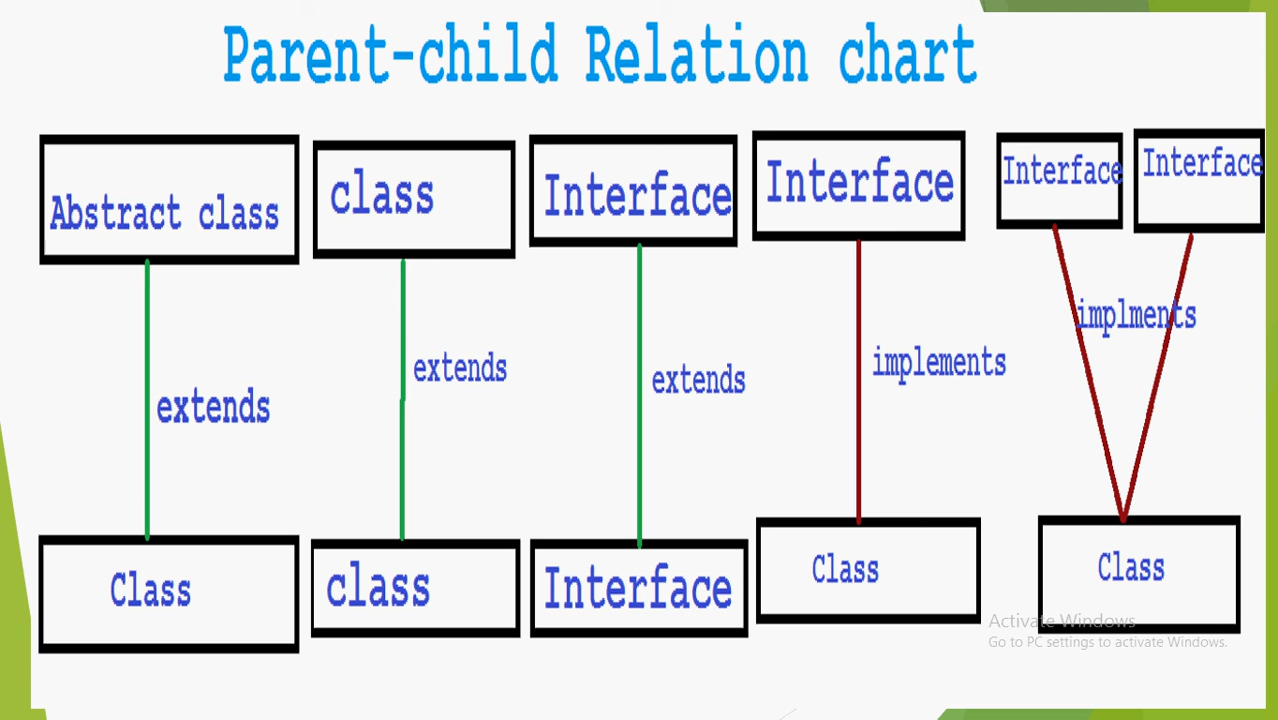 Parent-child Relation chart
Abstract class
class
Interface
Interface
Interface
Interface
extends
extends
extends
implements
implments
Class
class
Interface
Class
Class
Activate Windows
Go to PC settings to activate Windows.